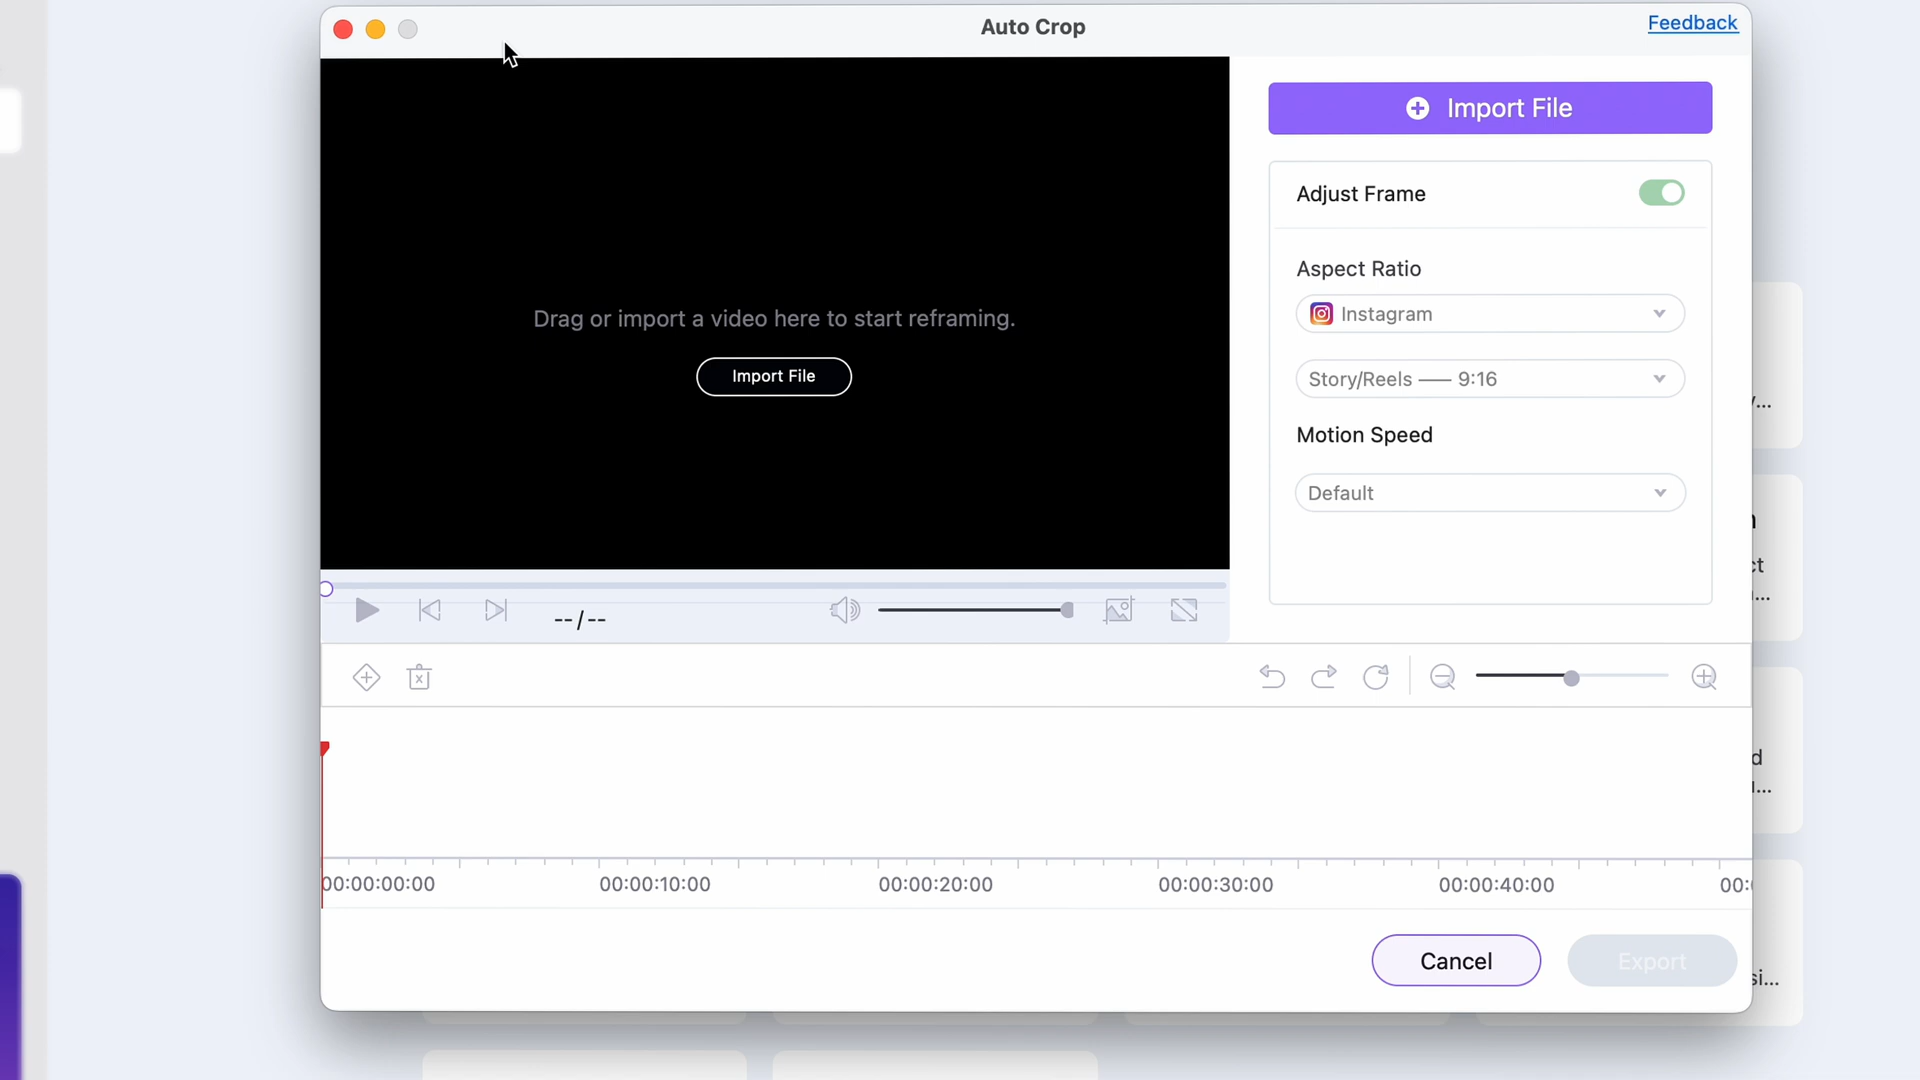 Auto Crop
Feedback
Import File
Adjust Frame
Aspect Ratio
Instagram
Story/Reels — 9:16
Motion Speed
Default
Drag or import a video here to start reframing.
Import File
--/--
00:00:00:00 00:00:10:00 00:00:20:00 00:00:30:00 00:00:40:00 00:
Cancel
Export